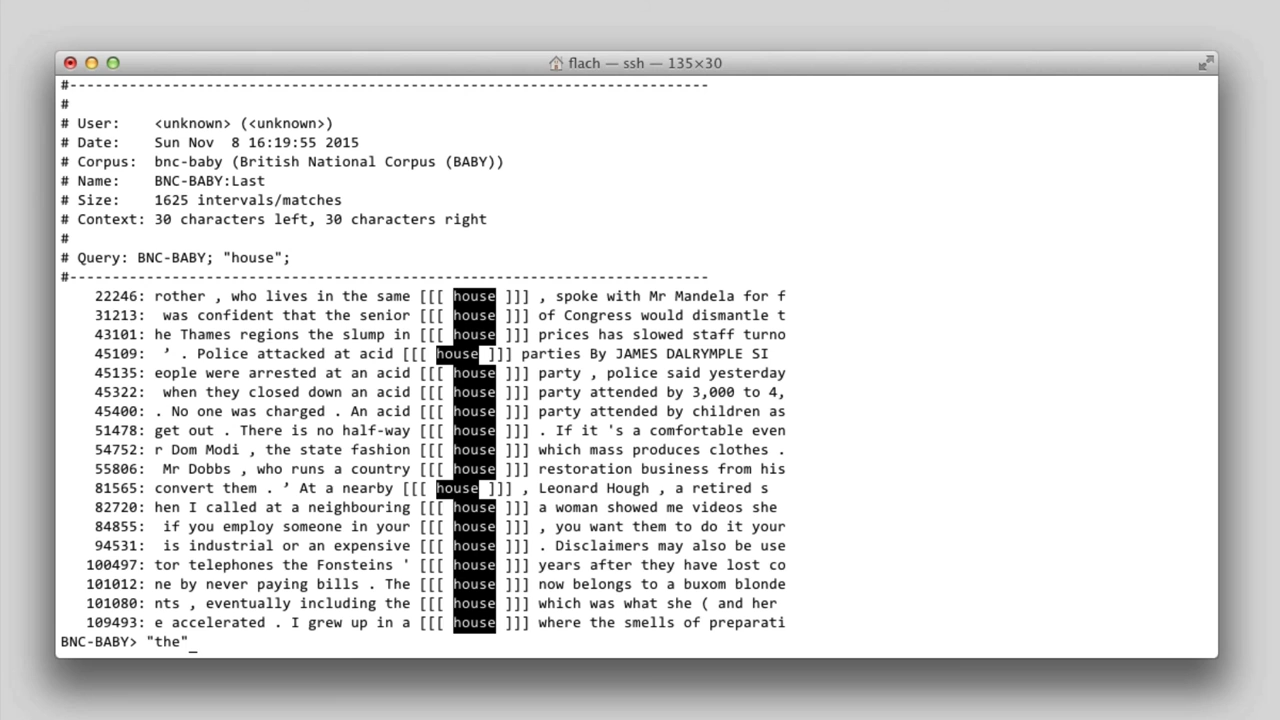 flach — ssh — 135×30
#---------------------------------------------------------------------------
#
# User:    <unknown> (<unknown>)
# Date:    Sun Nov  8 16:19:55 2015
# Corpus:  bnc-baby (British National Corpus (BABY))
# Name:    BNC-BABY:Last
# Size:    1625 intervals/matches
# Context: 30 characters left, 30 characters right
#
# Query: BNC-BABY; "house";
#---------------------------------------------------------------------------
22246: rother , who lives in the same [[[ house ]]] , spoke with Mr Mandela for f
31213:  was confident that the senior [[[ house ]]] of Congress would dismantle t
43101: he Thames regions the slump in [[[ house ]]] prices has slowed staff turno
45109:  ’ . Police attacked at acid [[[ house ]]] parties By JAMES DALRYMPLE SI
45135: eople were arrested at an acid [[[ house ]]] party , police said yesterday
45322:  when they closed down an acid [[[ house ]]] party attended by 3,000 to 4,
45400: . No one was charged . An acid [[[ house ]]] party attended by children as
51478: get out . There is no half-way [[[ house ]]] . If it 's a comfortable even
54752: r Dom Modi , the state fashion [[[ house ]]] which mass produces clothes .
55806:  Mr Dobbs , who runs a country [[[ house ]]] restoration business from his
81565: convert them . ’ At a nearby [[[ house ]]] , Leonard Hough , a retired s
82720: hen I called at a neighbouring [[[ house ]]] a woman showed me videos she
84855:  if you employ someone in your [[[ house ]]] , you want them to do it your
94531:  is industrial or an expensive [[[ house ]]] . Disclaimers may also be use
100497: tor telephones the Fonsteins ' [[[ house ]]] years after they have lost co
101012: ne by never paying bills . The [[[ house ]]] now belongs to a buxom blonde
101080: nts , eventually including the [[[ house ]]] which was what she ( and her
109493: e accelerated . I grew up in a [[[ house ]]] where the smells of preparati
BNC-BABY> "the"_